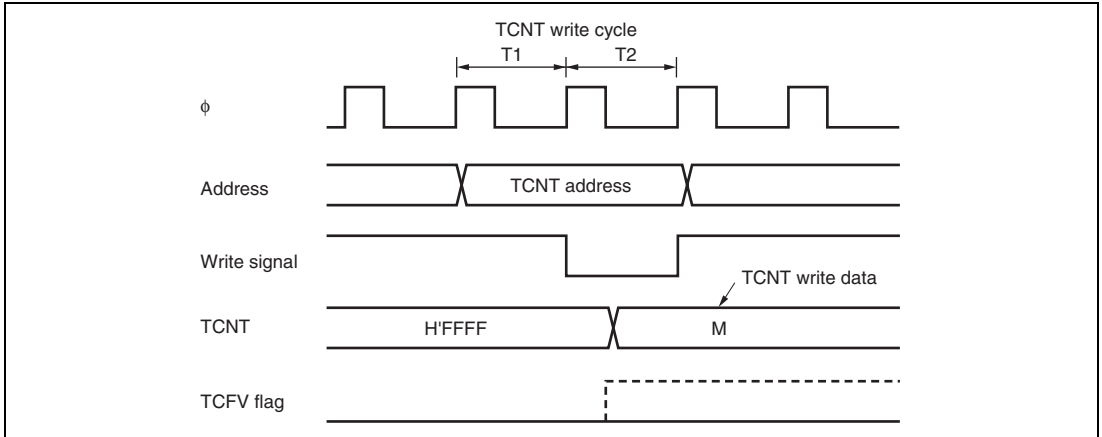 TCNT write cycle
T1 T2
φ
Address
TCNT address
Write signal
TCNT write data
TCNT
H'FFFF
M
TCFV flag